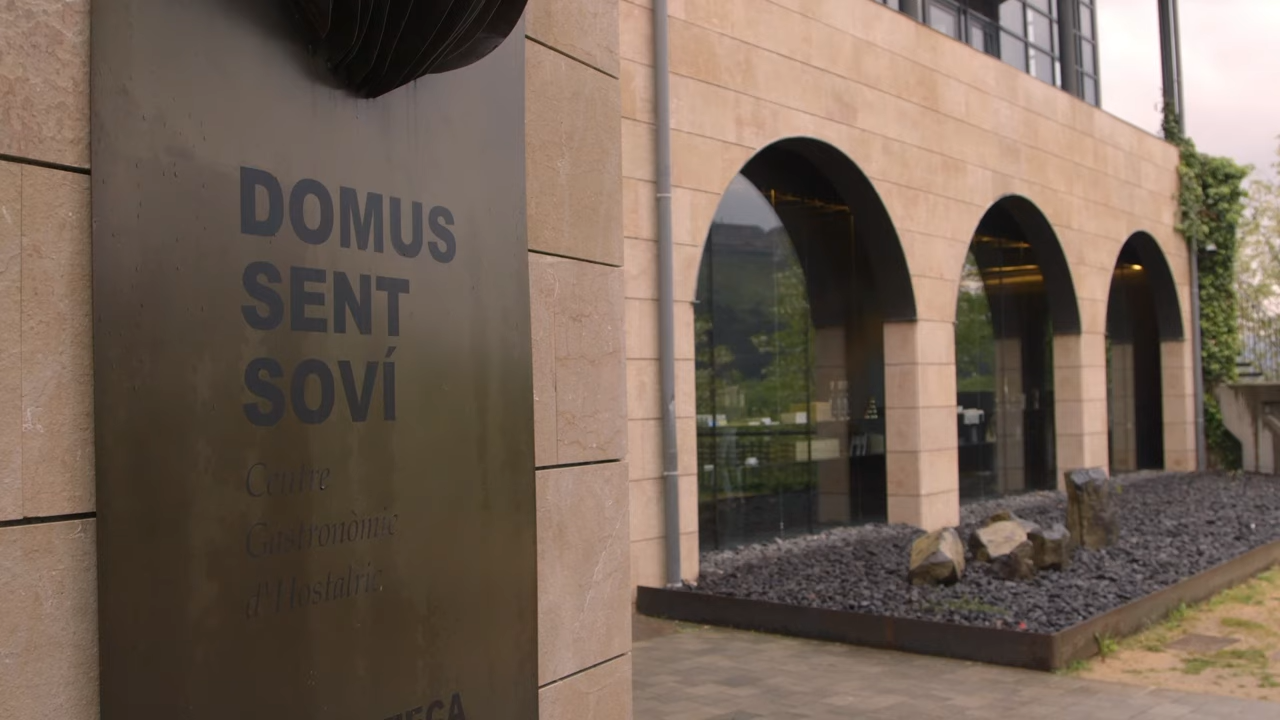 DOMUS
SENT
SOVÍ
Centre
Gastronòmic
d'Hostalric